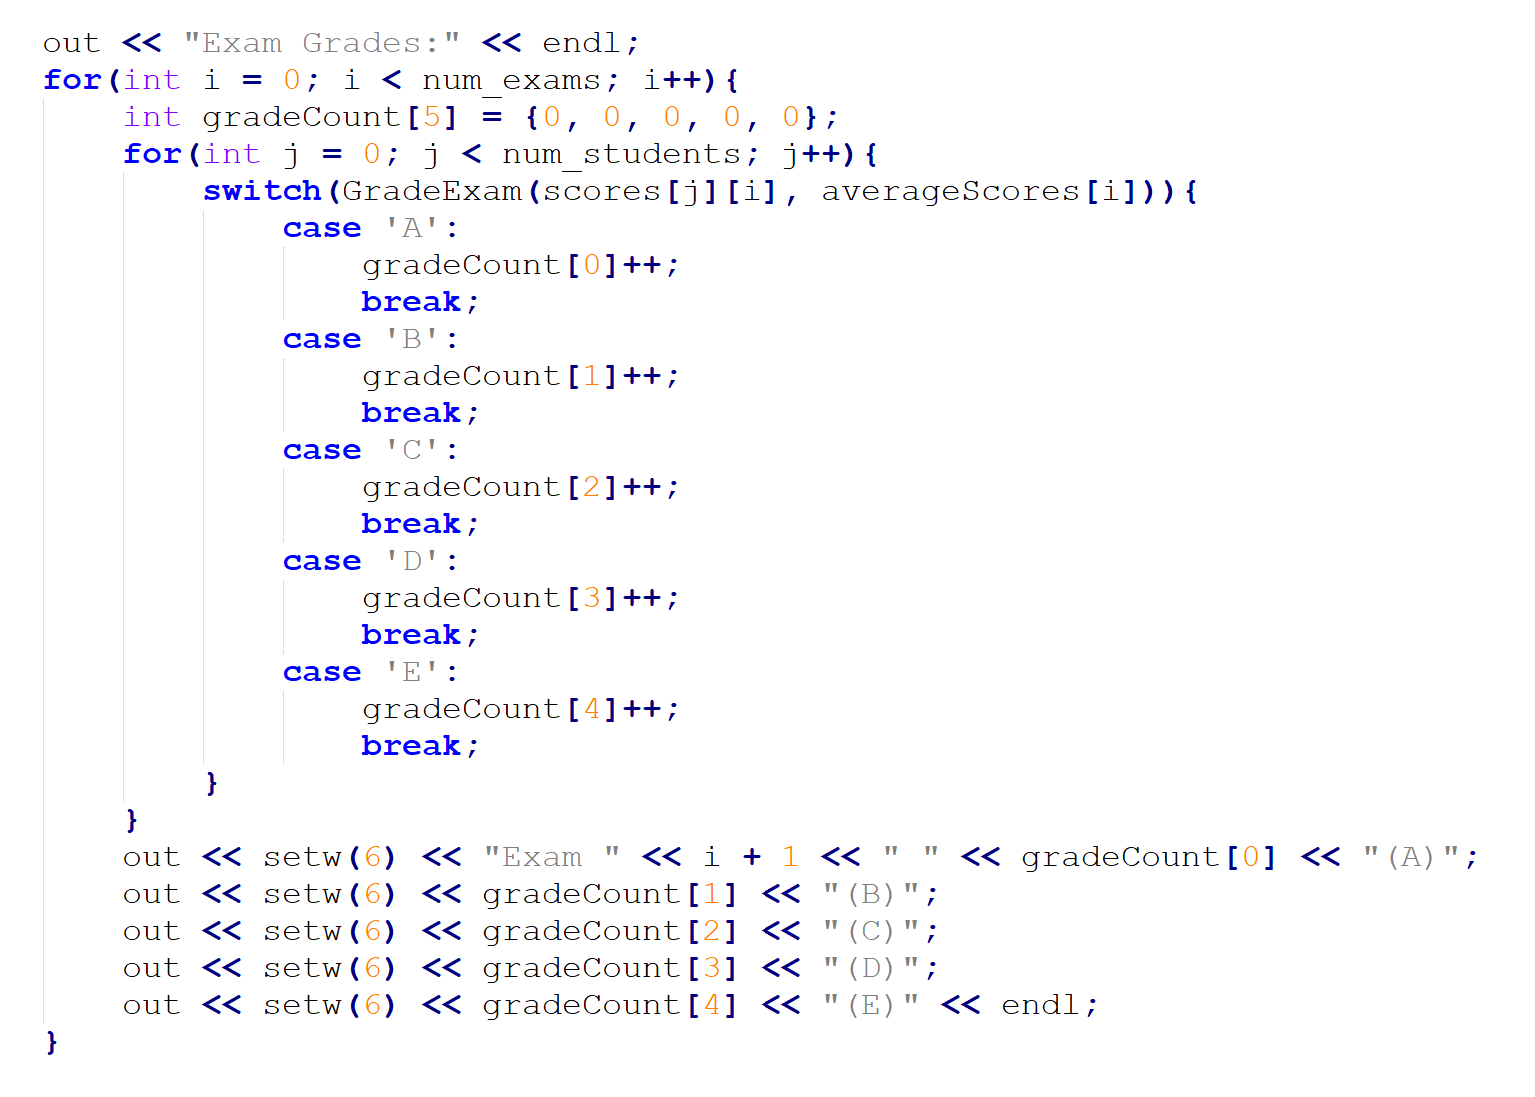 out << "Exam Grades:" << endl;
for(int i = 0; i < num_exams; i++){
    int gradeCount[5] = {0, 0, 0, 0, 0};
    for(int j = 0; j < num_students; j++){
        switch(GradeExam(scores[j][i], averageScores[i])){
            case 'A':
                gradeCount[0]++;
                break;
            case 'B':
                gradeCount[1]++;
                break;
            case 'C':
                gradeCount[2]++;
                break;
            case 'D':
                gradeCount[3]++;
                break;
            case 'E':
                gradeCount[4]++;
                break;
        }
    }
    out << setw(6) << "Exam " << i + 1 << " " << gradeCount[0] << "(A)";
    out << setw(6) << gradeCount[1] << "(B)";
    out << setw(6) << gradeCount[2] << "(C)";
    out << setw(6) << gradeCount[3] << "(D)";
    out << setw(6) << gradeCount[4] << "(E)" << endl;
}